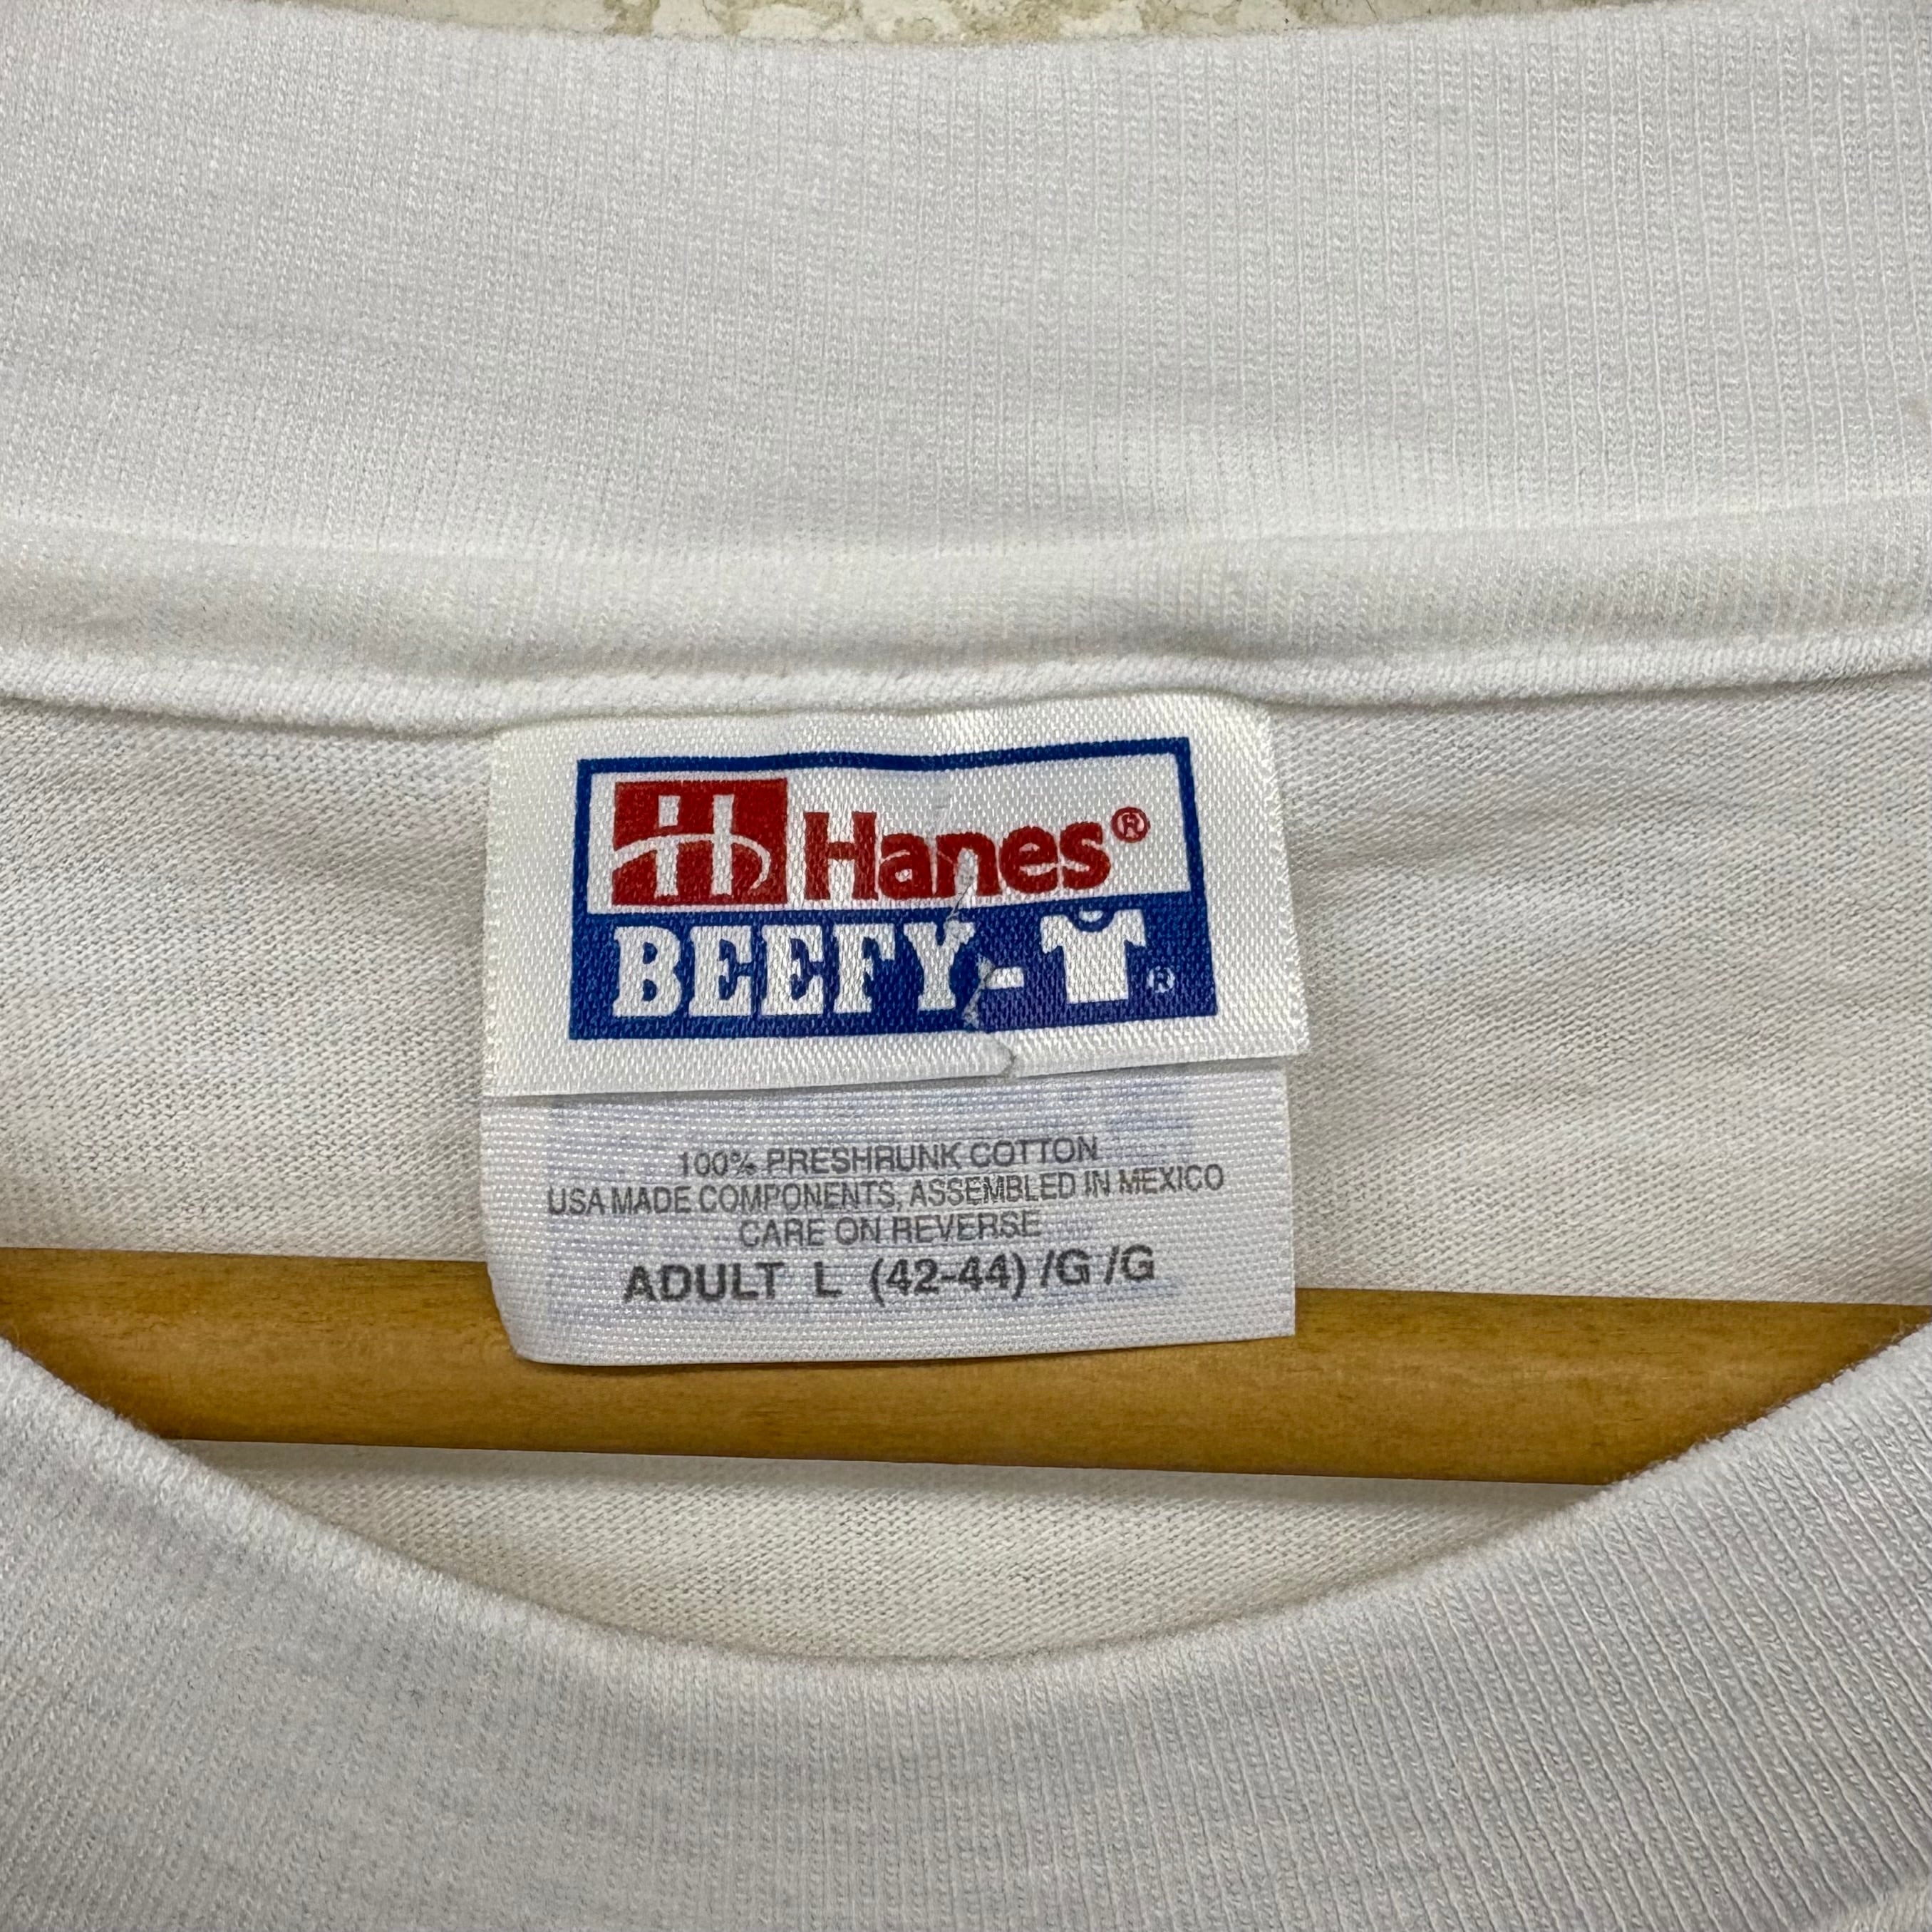 Hanes®
BEEFY-T®
100% PRESHRUNK COTTON
USA MADE COMPONENTS, ASSEMBLED IN MEXICO
CARE ON REVERSE
ADULT L (42-44) /G /G